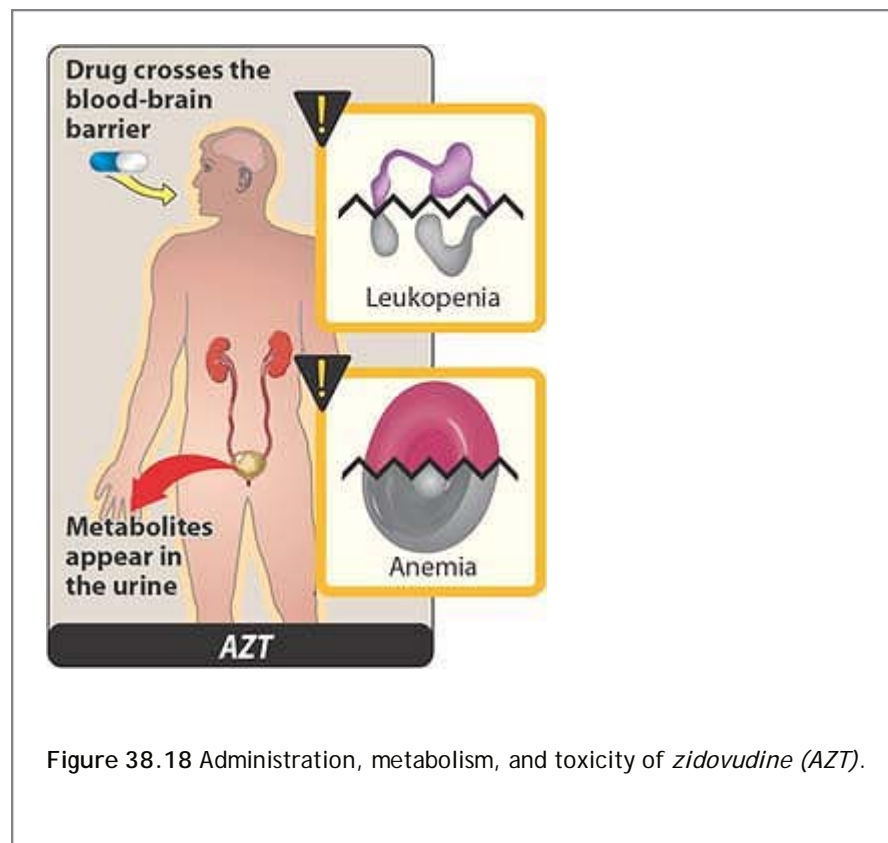 Drug crosses the
blood-brain
barrier
!
Leukopenia
!
Anemia
Metabolites
appear in
the urine
AZT
Figure 38.18 Administration, metabolism, and toxicity of zidovudine (AZT).